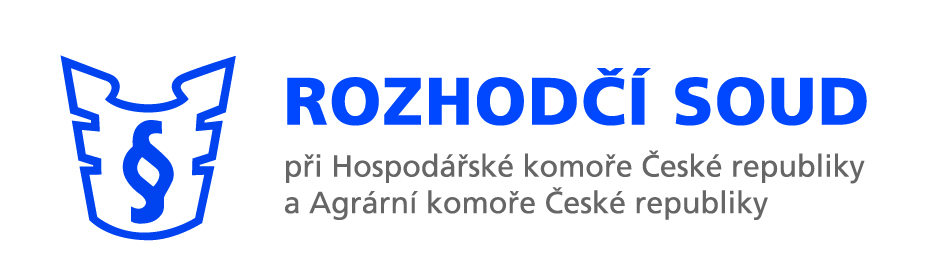 §
ROZHODČÍ SOUD
při Hospodářské komoře České republiky
a Agrární komoře České republiky